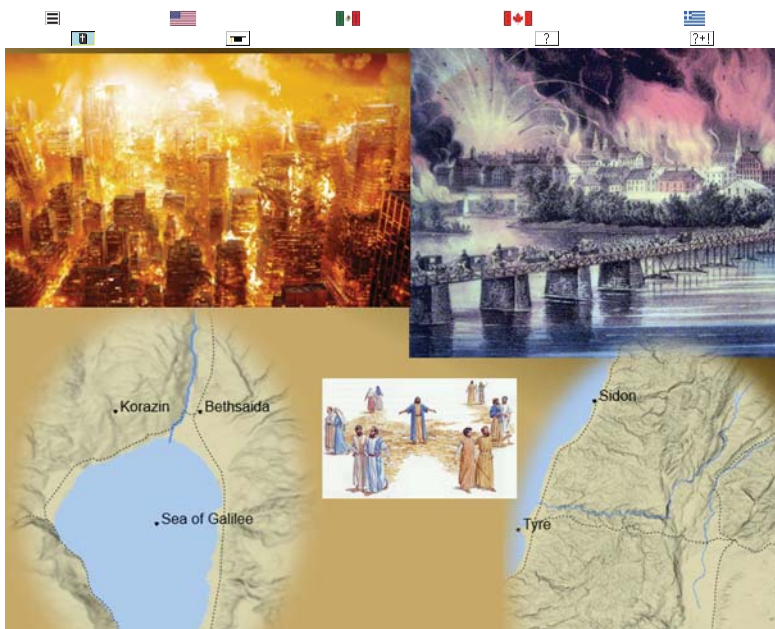 ?
?+!
Korazin
Bethsaida
Sidon
Sea of Galilee
Tyre